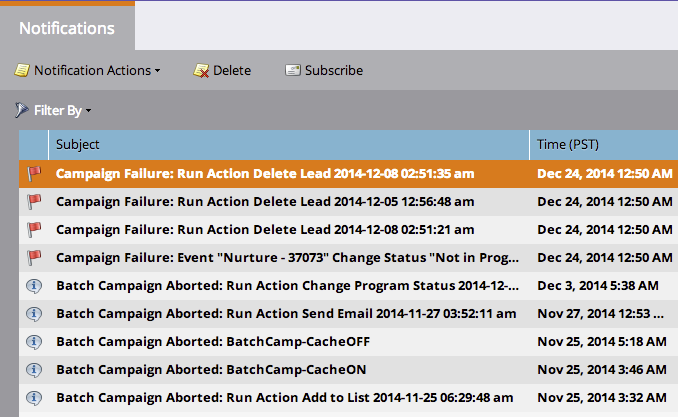 Notifications
Notification Actions Delete Subscribe
Filter By
Subject Time (PST)
Campaign Failure: Run Action Delete Lead 2014-12-08 02:51:35 am Dec 24, 2014 12:50 AM
Campaign Failure: Run Action Delete Lead 2014-12-05 12:56:48 am Dec 24, 2014 12:50 AM
Campaign Failure: Run Action Delete Lead 2014-12-08 02:51:21 am Dec 24, 2014 12:50 AM
Campaign Failure: Event "Nurture - 37073" Change Status "Not in Prog... Dec 24, 2014 12:50 AM
Batch Campaign Aborted: Run Action Change Program Status 2014-12-... Dec 3, 2014 5:38 AM
Batch Campaign Aborted: Run Action Send Email 2014-11-27 03:52:11 am Nov 27, 2014 12:53 ...
Batch Campaign Aborted: BatchCamp-CacheOFF Nov 25, 2014 5:18 AM
Batch Campaign Aborted: BatchCamp-CacheON Nov 25, 2014 3:46 AM
Batch Campaign Aborted: Run Action Add to List 2014-11-25 06:29:48 am Nov 25, 2014 3:32 AM